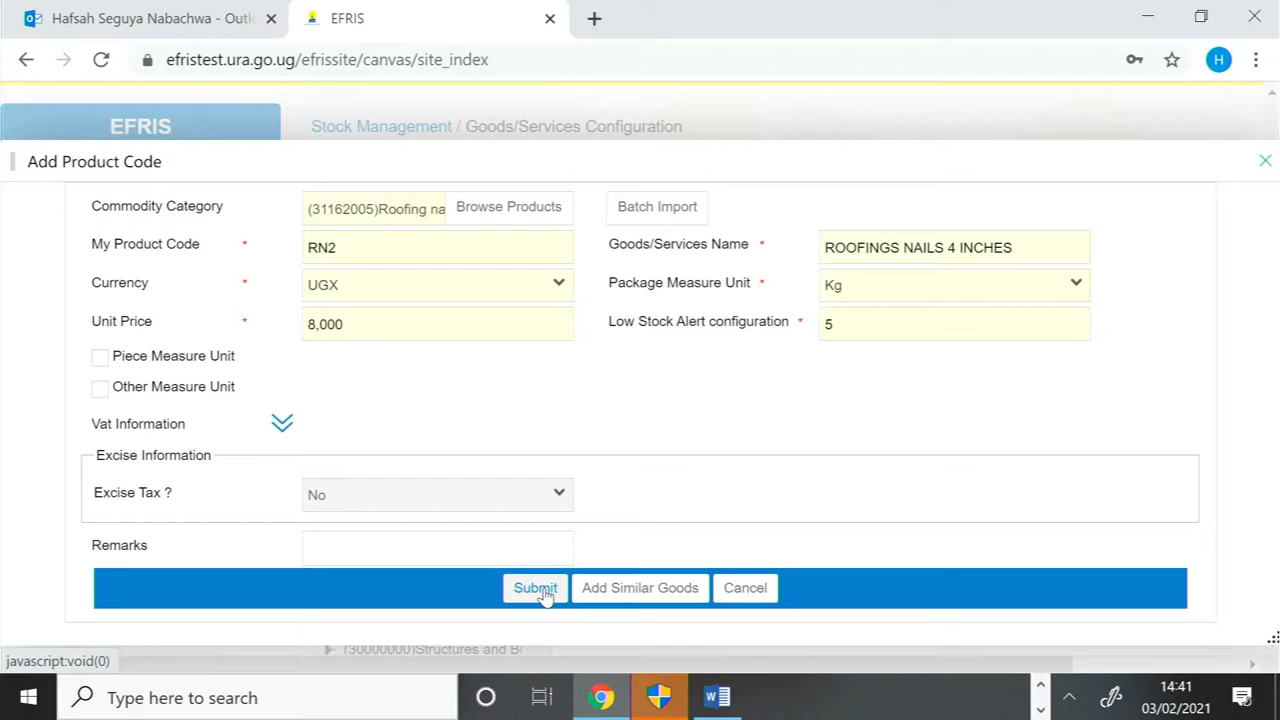 Hafsah Seguya Nabachwa - Outlo
EFRIS
efristest.ura.go.ug/efrissite/canvas/site_index
H
EFRIS
Stock Management / Goods/Services Configuration
Add Product Code
Commodity Category
(31162005)Roofing na
Browse Products
Batch Import
My Product Code *
RN2
Goods/Services Name *
ROOFINGS NAILS 4 INCHES
Currency *
UGX
Package Measure Unit *
Kg
Unit Price *
8,000
Low Stock Alert configuration *
5
Piece Measure Unit
Other Measure Unit
Vat Information
Excise Information
Excise Tax ?
No
Remarks
Submit
Add Similar Goods
Cancel
(30000000)Structures and B
javascript:void(0)
Type here to search
14:41
03/02/2021